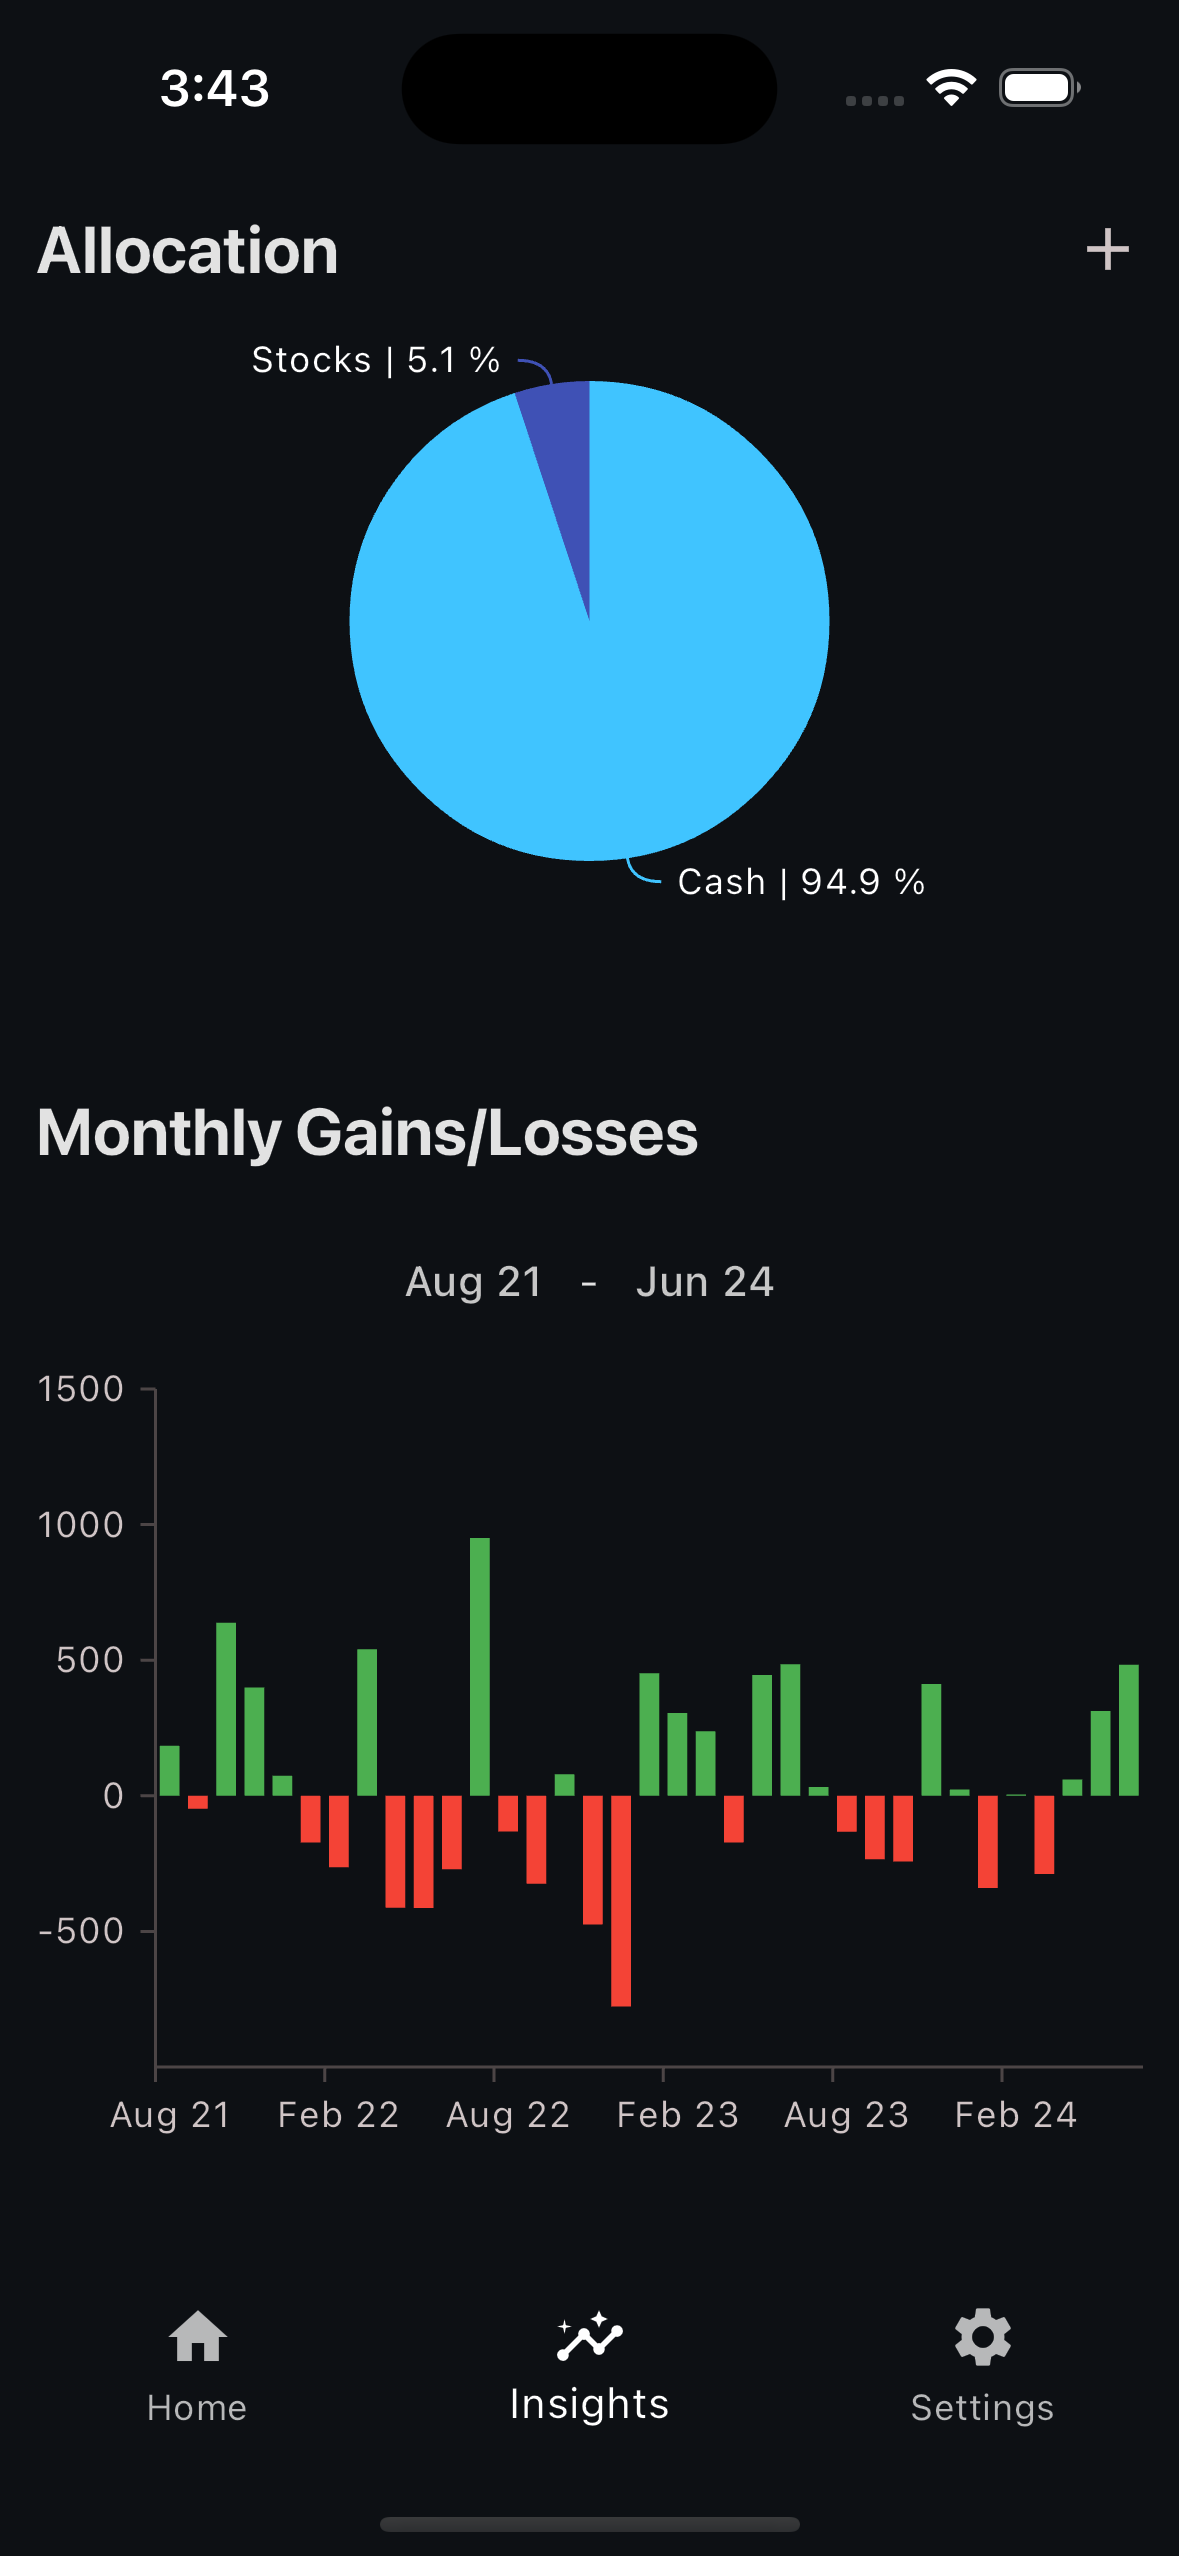 3:43
Allocation
Stocks | 5.1 %
Cash | 94.9 %
Monthly Gains/Losses
Aug 21 - Jun 24
1500
1000
500
0
-500
Aug 21 Feb 22 Aug 22 Feb 23 Aug 23 Feb 24
Home Insights Settings